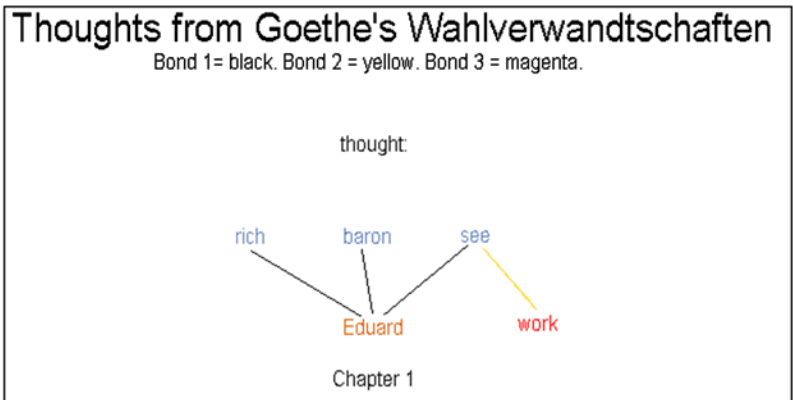 Thoughts from Goethe's Wahlverwandtschaften
Bond 1= black. Bond 2 = yellow. Bond 3 = magenta.
thought:
rich baron see
Eduard work
Chapter 1